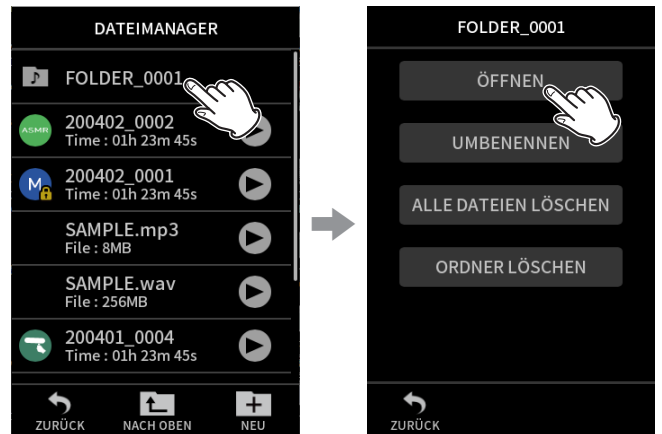 DATEIMANAGER
FOLDER_0001
ASMR
200402_0002
Time : 01h 23m 45s
M
200402_0001
Time : 01h 23m 45s
SAMPLE.mp3
File : 8MB
SAMPLE.wav
File : 256MB
200401_0004
Time : 01h 23m 45s
ZURÜCK
NACH OBEN
NEU
FOLDER_0001
ÖFFNEN
UMBENENNEN
ALLE DATEIEN LÖSCHEN
ORDNER LÖSCHEN
ZURÜCK